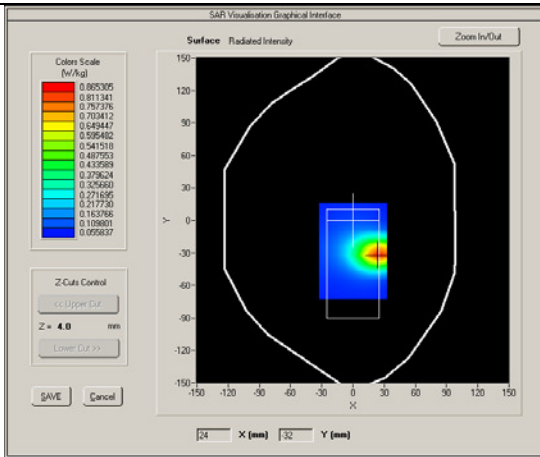 SAR Visualisation Graphical Interface
Surface Radiated Intensity
Zoom In/Out
Colors Scale
(W/kg)
0.865305
0.811341
0.757376
0.703412
0.649447
0.595482
0.541518
0.487553
0.433589
0.379624
0.325660
0.271695
0.217730
0.163766
0.109801
0.055837
Z-Cuts Control
<< Upper Cut
Z = 4.0 mm
Lower Cut >>
SAVE Cancel
150
120
90
60
30
0
-30
-60
-90
-120
-150
Y
-150 -120 -90 -60 -30 0 30 60 90 120 150
X
24 X (mm) -32 Y (mm)